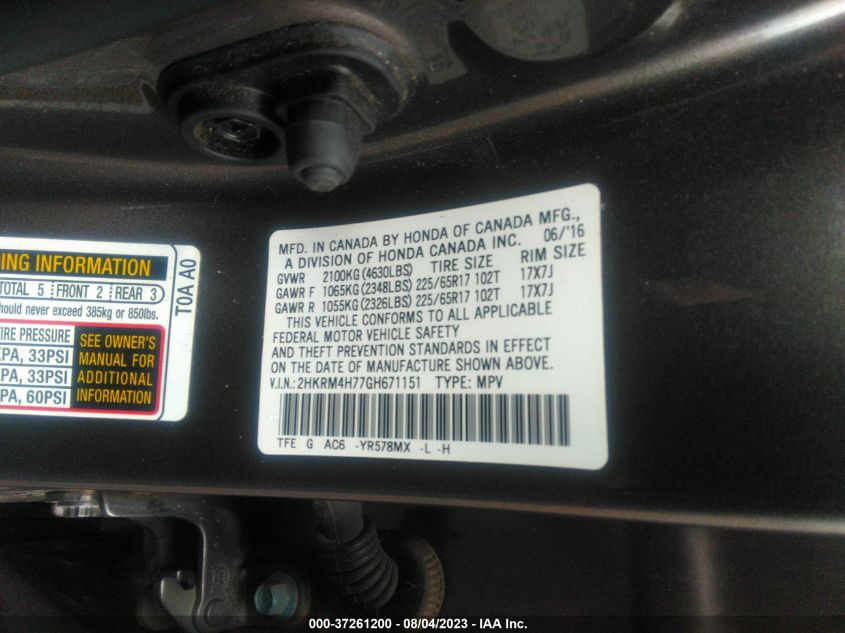 DING INFORMATION
TOTAL 5 FRONT 2 REAR 3
should never exceed 385kg or 850lbs.
TIRE PRESSURE
KPA, 33PSI
KPA, 33PSI
KPA, 60PSI
SEE OWNER'S
MANUAL FOR
ADDITIONAL
INFORMATION
T0A A0
MFD. IN CANADA BY HONDA OF CANADA MFG.,
A DIVISION OF HONDA CANADA INC. 06/'16
GVWR 2100KG (4630LBS) TIRE SIZE RIM SIZE
GAWR F 1065KG (2348LBS) 225/65R17 102T 17X7J
GAWR R 1055KG (2326LBS) 225/65R17 102T 17X7J
THIS VEHICLE CONFORMS TO ALL APPLICABLE
FEDERAL MOTOR VEHICLE SAFETY
AND THEFT PREVENTION STANDARDS IN EFFECT
ON THE DATE OF MANUFACTURE SHOWN ABOVE.
V.I.N.: 2HKRM4H77GH671151 TYPE: MPV
TFE G AC6 -YR578MX -L -H
000-37261200 - 08/04/2023 - IAA Inc.